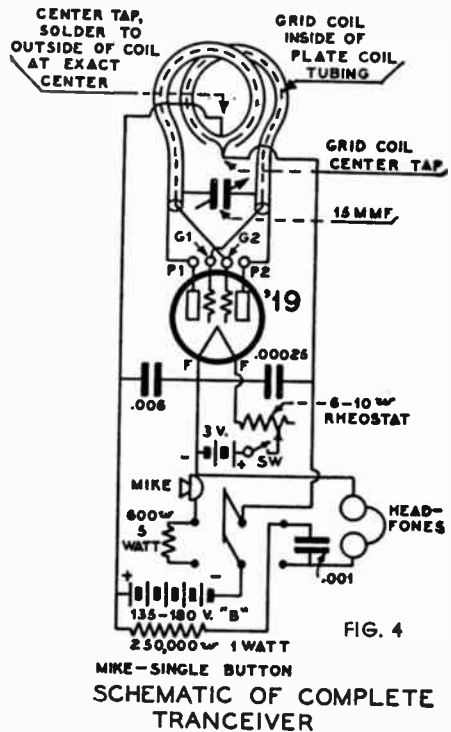 CENTER TAP,
SOLDER TO
OUTSIDE OF COIL
AT EXACT
CENTER
GRID COIL
INSIDE OF
PLATE COIL
TUBING
GRID COIL
CENTER TAP
15 MMF
G1
G2
P1
P2
'19
F
F
.006
.00025
6-10 ω
RHEOSTAT
3 V.
- +
SW
MIKE
600 ω
5
WATT
HEAD-
FONES
.001
+ -
135-180 V. "B"
250,000 ω 1 WATT
FIG. 4
MIKE-SINGLE BUTTON
SCHEMATIC OF COMPLETE
TRANCEIVER